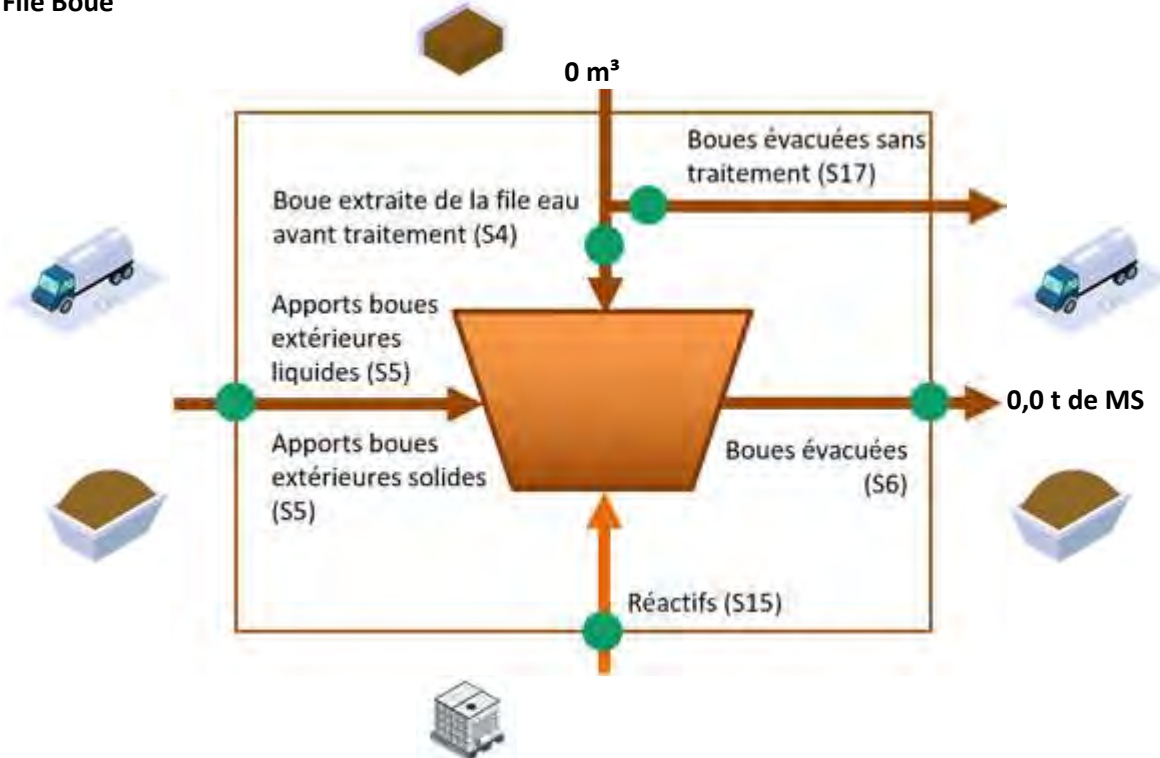 File Boue
0 m³
Boues évacuées sans
traitement (S17)
Boue extraite de la file eau
avant traitement (S4)
Apports boues
extérieures
liquides (S5)
0,0 t de MS
Apports boues
extérieures solides
(S5)
Boues évacuées
(S6)
Réactifs (S15)